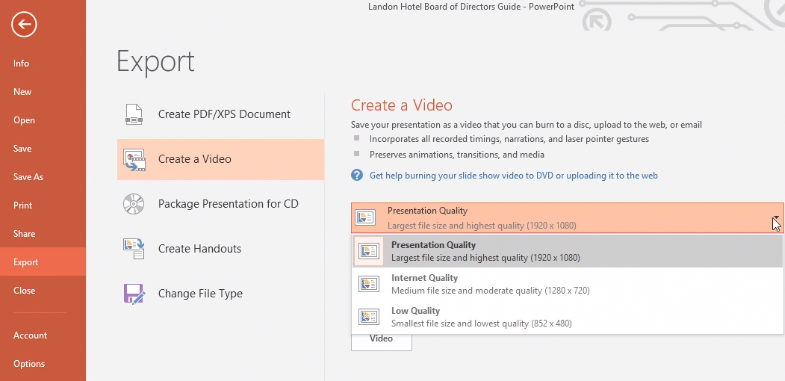 Landon Hotel Board of Directors Guide - PowerPoint
Info
New
Open
Save
Save As
Print
Share
Export
Close
Account
Options
Export
Create PDF/XPS Document
Create a Video
Package Presentation for CD
Create Handouts
Change File Type
Create a Video
Save your presentation as a video that you can burn to a disc, upload to the web, or email
Incorporates all recorded timings, narrations, and laser pointer gestures
Preserves animations, transitions, and media
Get help burning your slide show video to DVD or uploading it to the web
Presentation Quality
Largest file size and highest quality (1920 x 1080)
Presentation Quality
Largest file size and highest quality (1920 x 1080)
Internet Quality
Medium file size and moderate quality (1280 x 720)
Low Quality
Smallest file size and lowest quality (852 x 480)
Video